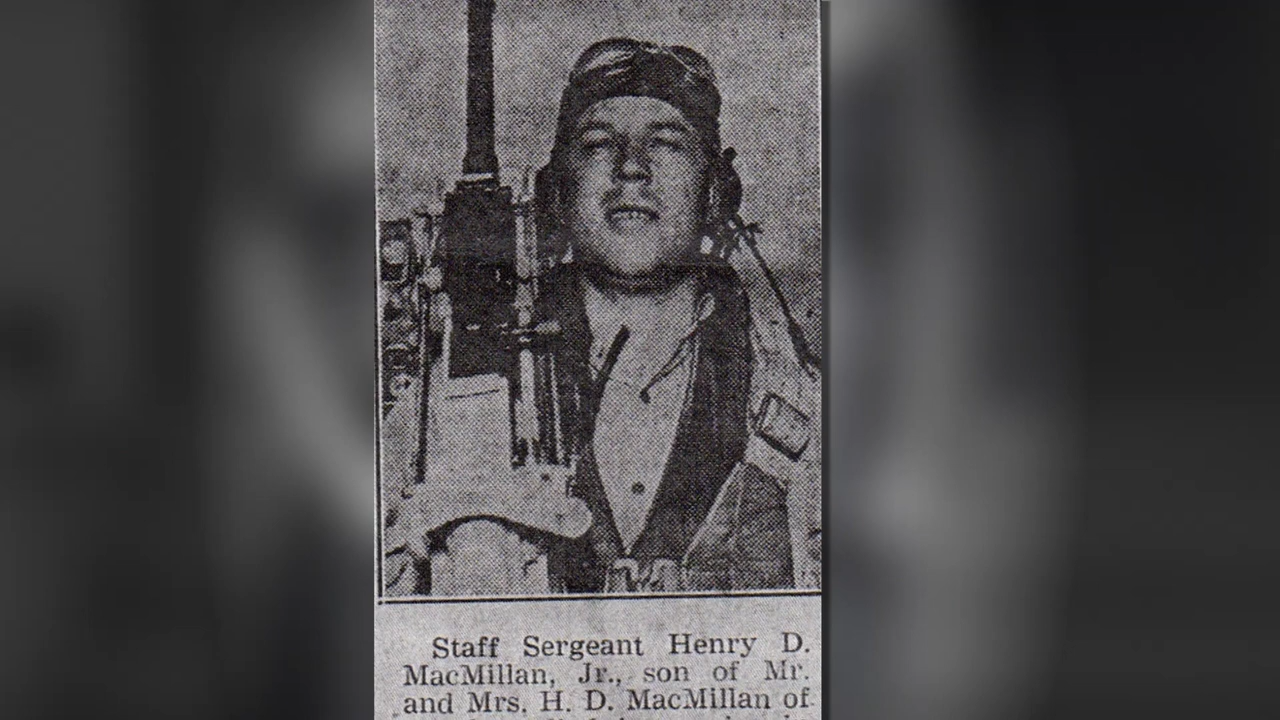 Staff Sergeant Henry D.
MacMillan, Jr., son of Mr.
and Mrs. H. D. MacMillan of